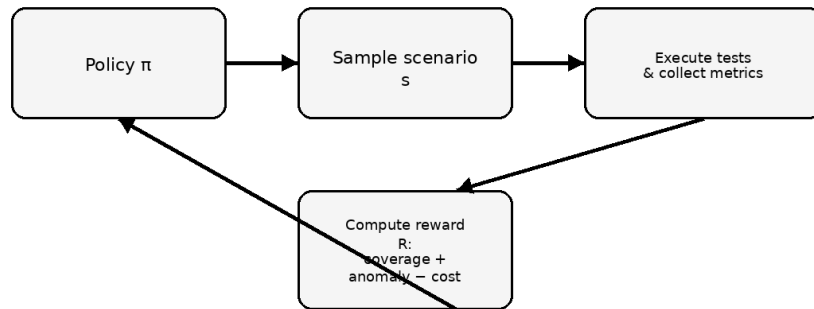 Policy π
Sample scenario
s
Execute tests
& collect metrics
Compute reward
R:
coverage +
anomaly − cost